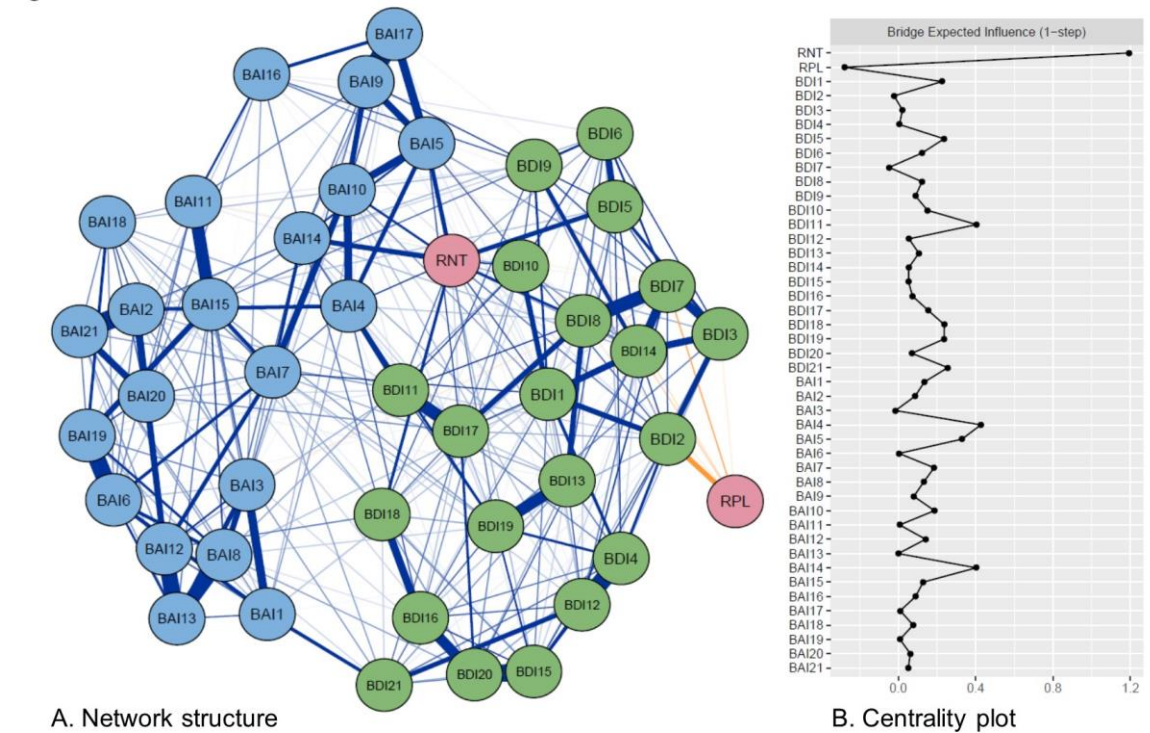 BAI17
BAI16
BAI9
BAI5
BDI6
BDI9
BAI10
BAI11
BDI5
BAI18
BAI14
RNT
BDI10
BDI7
BAI2
BAI15
BAI4
BDI8
BAI21
BDI3
BDI14
BAI7
BDI11
BDI1
BAI20
BAI19
BDI17
BDI2
BAI3
BDI13
BAI6
RPL
BDI18
BDI19
BAI12
BAI8
BDI4
BAI13
BAI1
BDI16
BDI12
BDI21
BDI20
BDI15
A. Network structure
Bridge Expected Influence (1−step)
RNT
RPL
BDI1
BDI2
BDI3
BDI4
BDI5
BDI6
BDI7
BDI8
BDI9
BDI10
BDI11
BDI12
BDI13
BDI14
BDI15
BDI16
BDI17
BDI18
BDI19
BDI20
BDI21
BAI1
BAI2
BAI3
BAI4
BAI5
BAI6
BAI7
BAI8
BAI9
BAI10
BAI11
BAI12
BAI13
BAI14
BAI15
BAI16
BAI17
BAI18
BAI19
BAI20
BAI21
0.0 0.4 0.8 1.2
B. Centrality plot